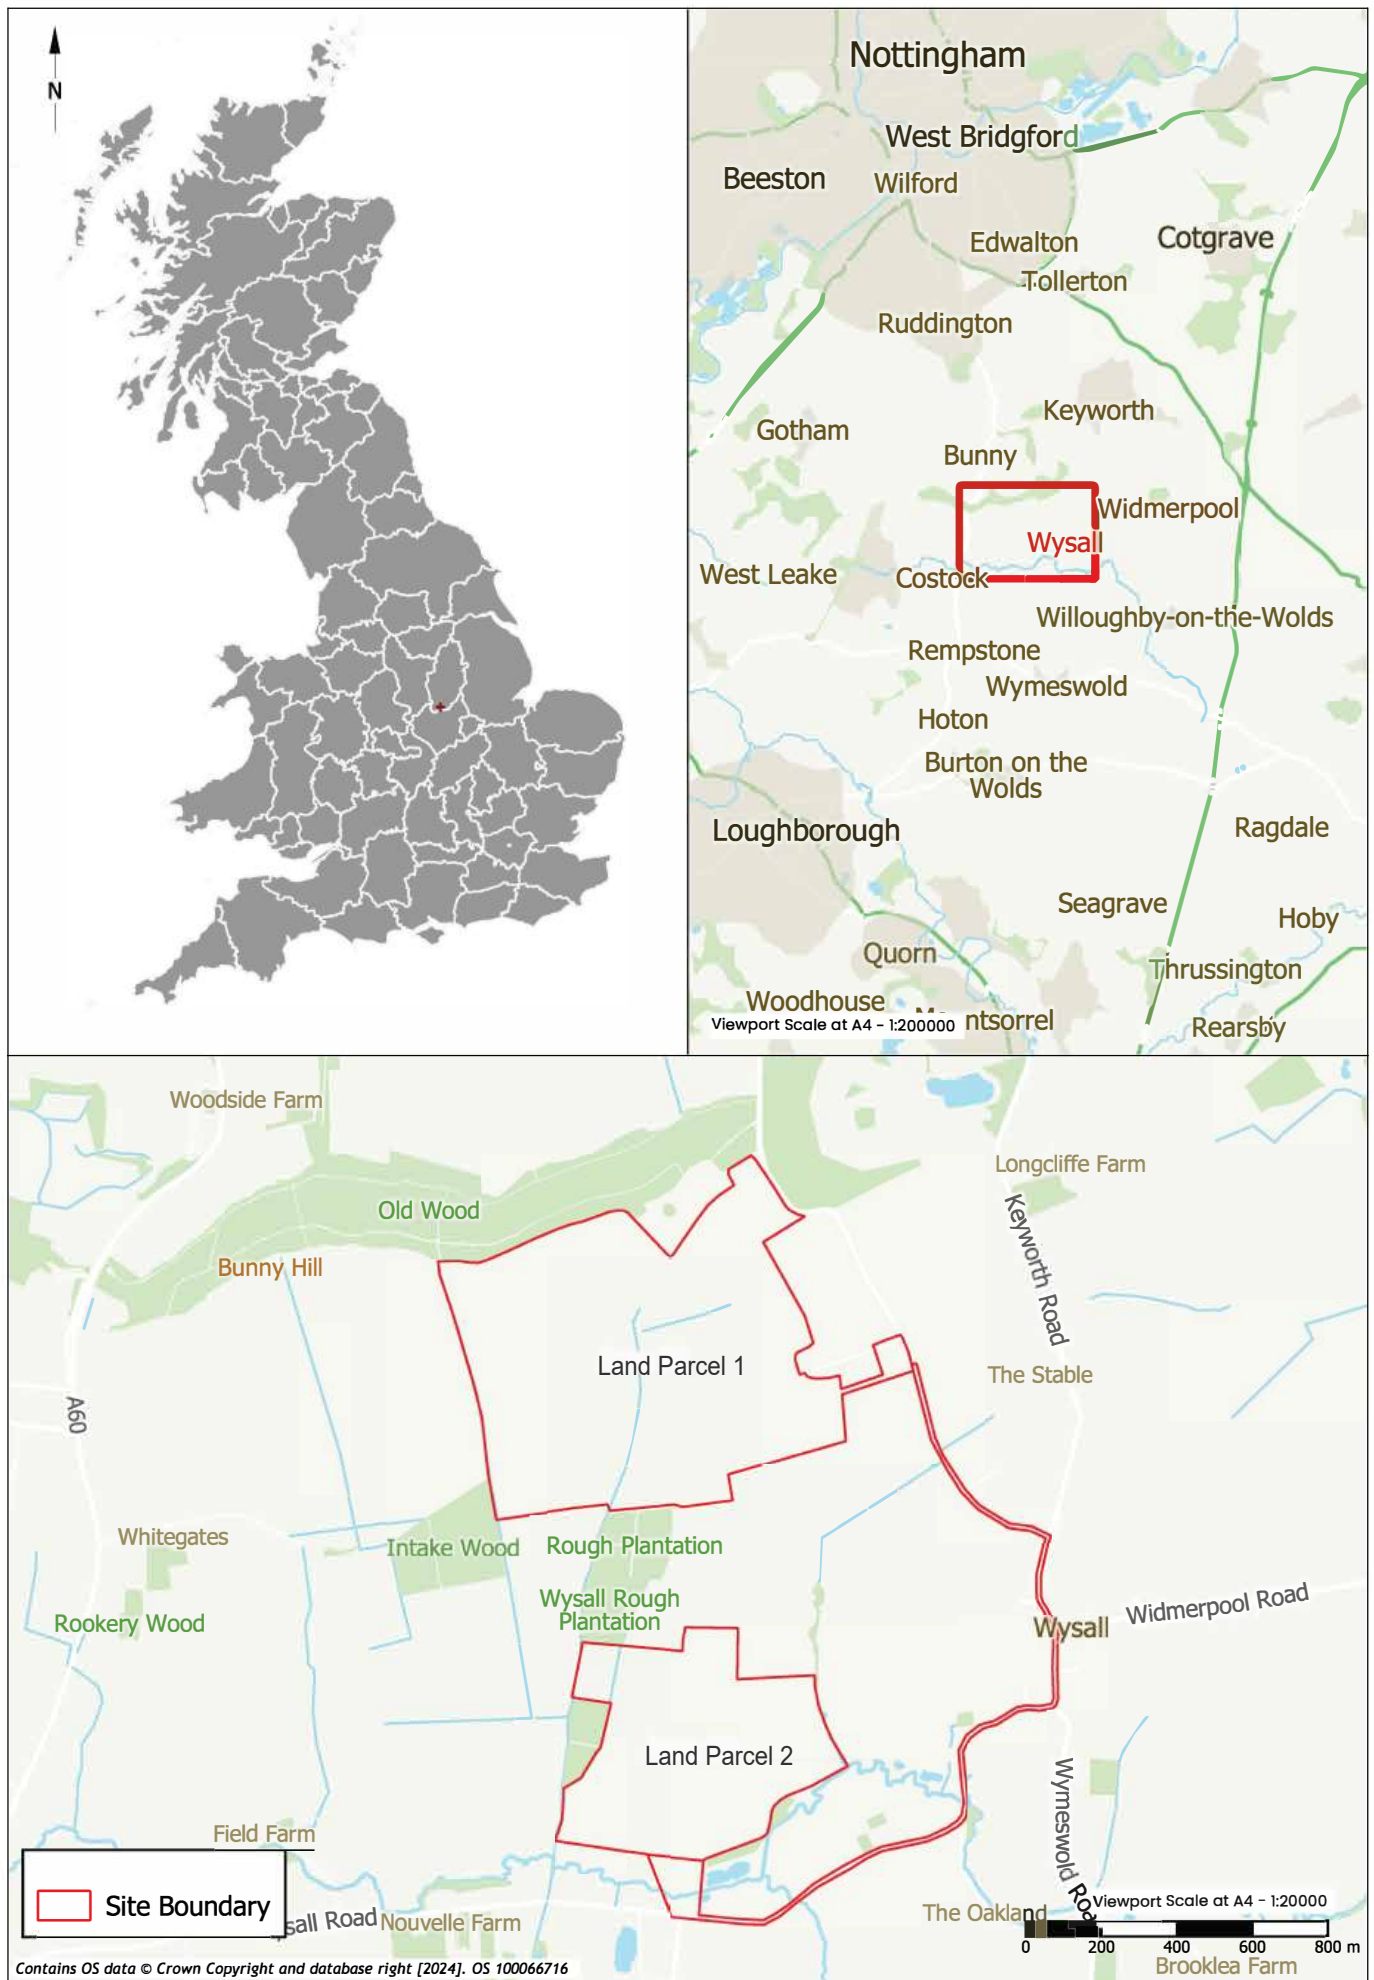 N
Nottingham
West Bridgford
Beeston
Wilford
Edwalton
Cotgrave
Tollerton
Ruddington
Keyworth
Gotham
Bunny
Widmerpool
Wysall
West Leake
Costock
Willoughby-on-the-Wolds
Rempstone
Wymeswold
Hoton
Burton on the
Wolds
Loughborough
Ragdale
Seagrave
Hoby
Quorn
Thrussington
Woodhouse
ntsorrel
Rearsby
Viewport Scale at A4 - 1:200000
Woodside Farm
Longcliffe Farm
Old Wood
Keyworth Road
Bunny Hill
Land Parcel 1
The Stable
A60
Whitegates
Intake Wood
Rough Plantation
Wysall Rough
Plantation
Rookery Wood
Widmerpool Road
Wysall
Land Parcel 2
Wymeswold Road
Field Farm
Site Boundary
sall Road
Nouvelle Farm
The Oakland
Viewport Scale at A4 - 1:20000
0 200 400 600 800 m
Brooklea Farm
Contains OS data © Crown Copyright and database right [2024]. OS 100066716